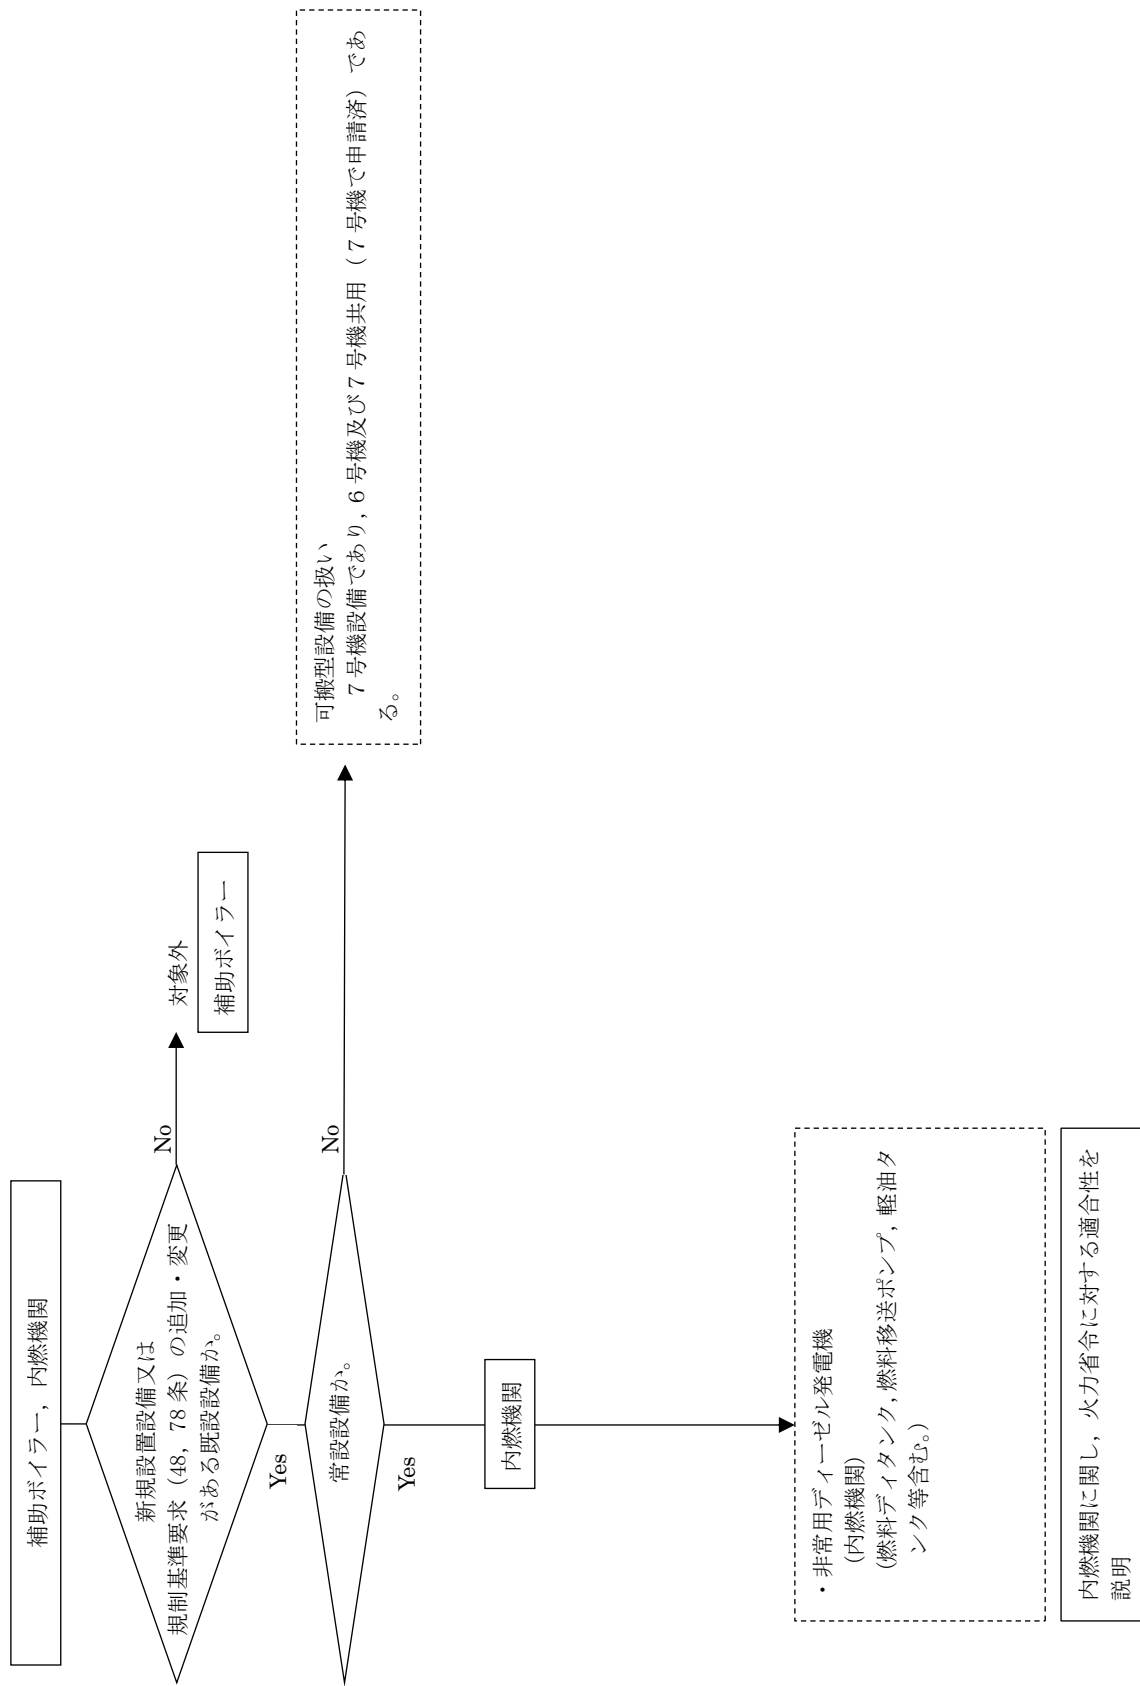 補助ボイラー，内燃機関
新規設置設備又は
規制基準要求（48，78条）の追加・変更
がある既設設備か。
No
対象外
補助ボイラー
Yes
常設設備か。
No
可搬型設備の扱い
７号機設備であり，６号機及び７号機共用（７号機で申請済）であ
る。
Yes
内燃機関
・非常用ディーゼル発電機
(内燃機関)
(燃料ディタンク，燃料移送ポンプ，軽油タ
ンク等含む。)
内燃機関に関し，火力省令に対する適合性を
説明